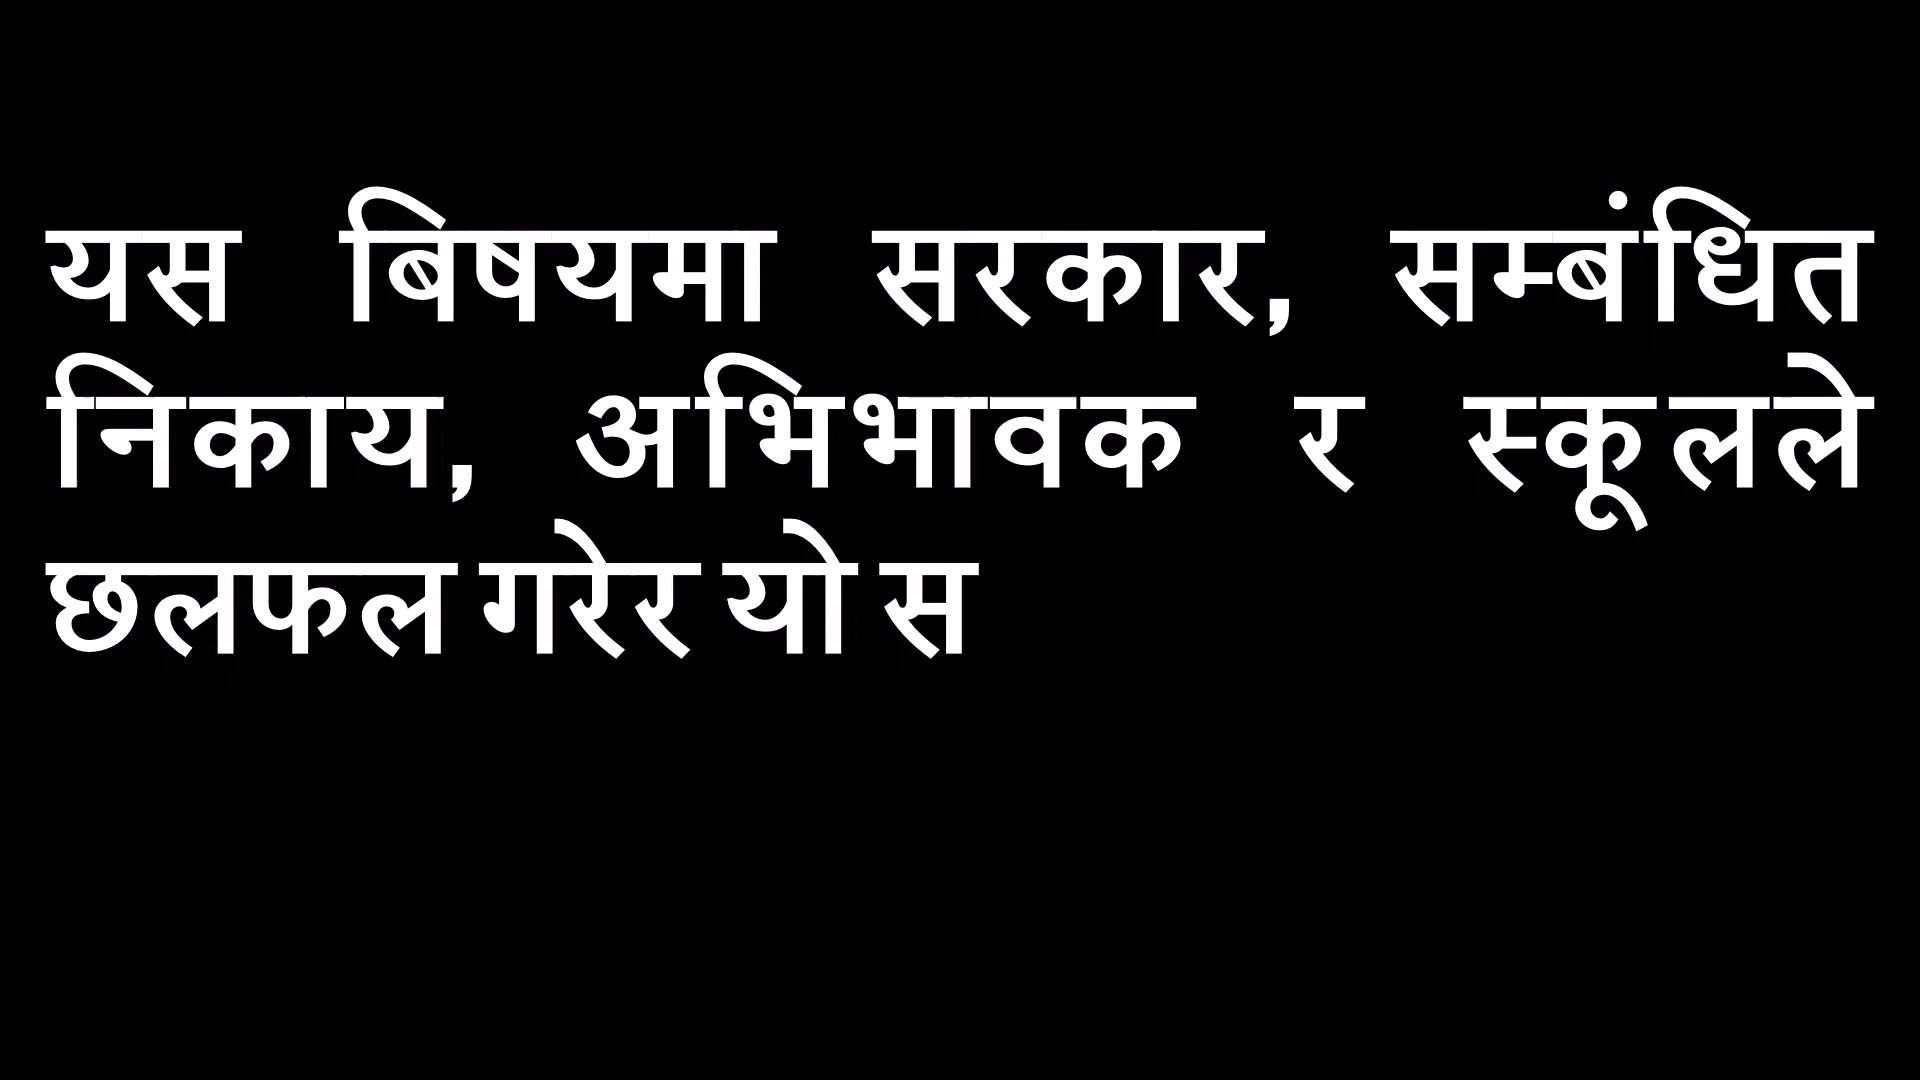 यस बिषयमा सरकार, सम्बंधित
निकाय, अभिभावक र स्कूलले
छलफल गरेर यो स